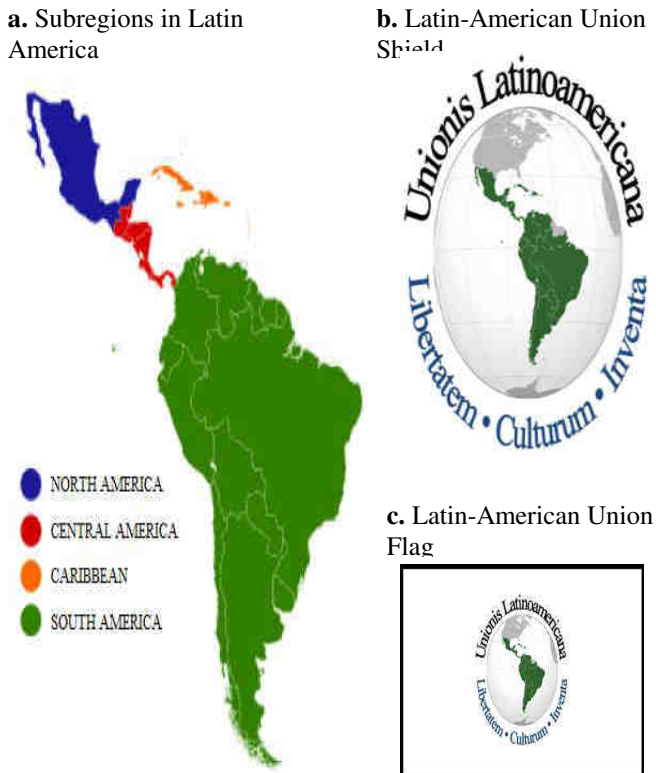 a. Subregions in Latin
America
NORTH AMERICA
CENTRAL AMERICA
CARIBBEAN
SOUTH AMERICA
b. Latin-American Union
Shield
Unionis Latinoamericana
Libertatem • Culturum • Inventa
c. Latin-American Union
Flag
Unionis Latinoamericana
Libertatem • Culturum • Inventa